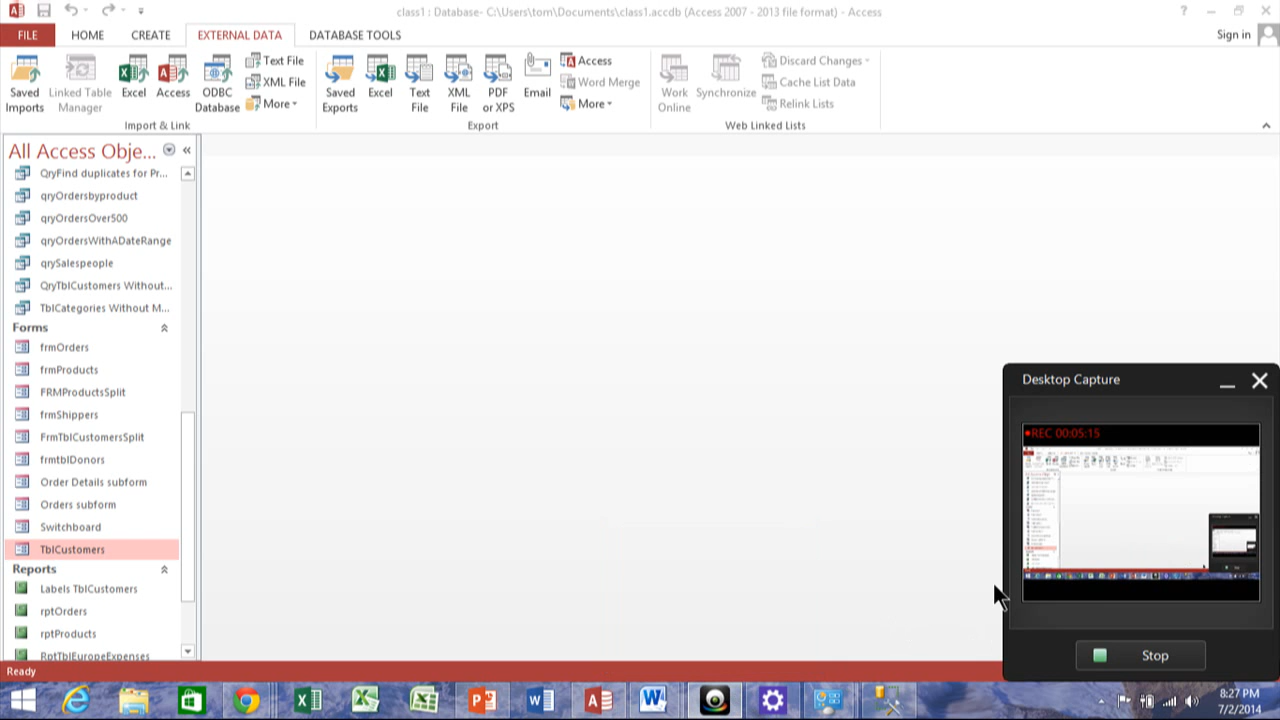 class1 : Database- C:\Users\tom\Documents\class1.accdb (Access 2007 - 2013 file format) - Access
?
FILE HOME CREATE EXTERNAL DATA DATABASE TOOLS Sign in
Saved Imports
Linked Table Manager
Excel
Access
ODBC Database
Text File
XML File
More
Saved Exports
Excel
Text File
XML File
PDF or XPS
Email
Access
Word Merge
More
Work Online
Synchronize
Discard Changes
Cache List Data
Relink Lists
Import & Link Export Web Linked Lists
All Access Obje...
QryFind duplicates for Pr...
qryOrdersbyproduct
qryOrdersOver500
qryOrdersWithADateRange
qrySalespeople
QryTblCustomers Without...
TblCategories Without M...
Forms
frmOrders
frmProducts
FRMProductsSplit
frmShippers
FrmTblCustomersSplit
frmtblDonors
Order Details subform
Orders subform
Switchboard
TblCustomers
Reports
Labels TblCustomers
rptOrders
rptProducts
RptTblEuropeExpenses
Ready
Desktop Capture
REC 00:05:15
Stop
8:27 PM
7/2/2014